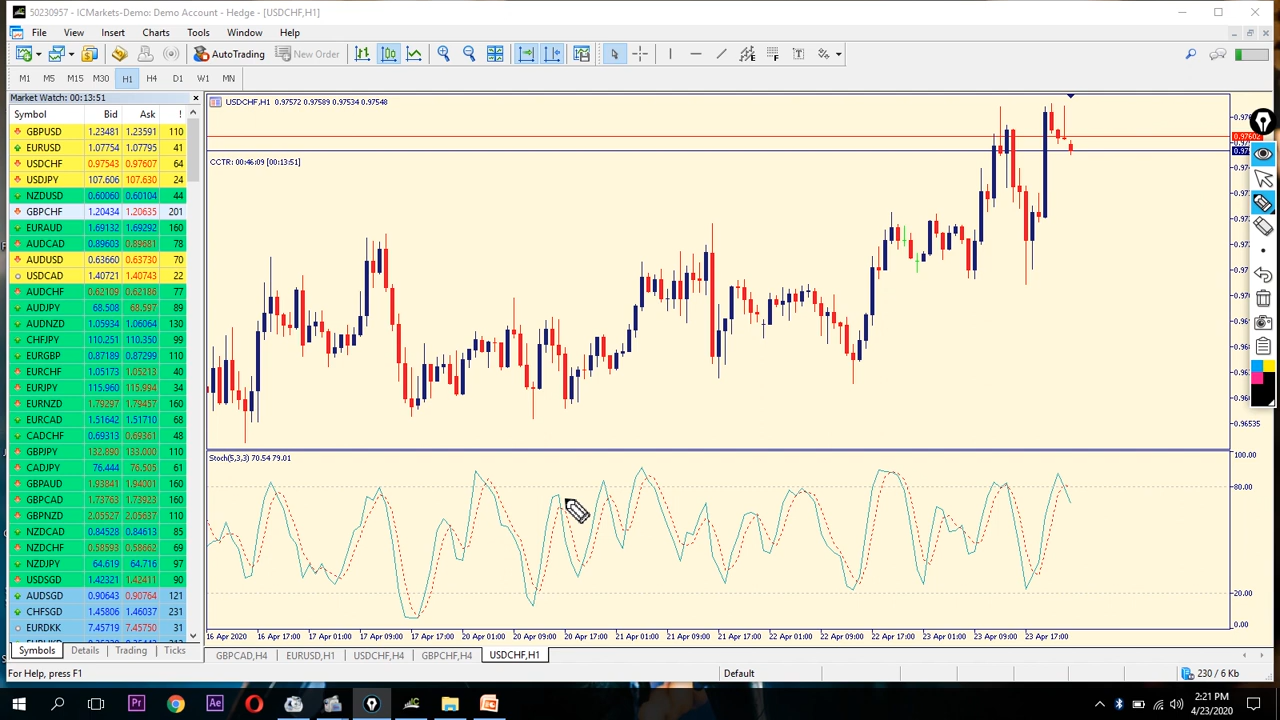 50230957 - ICMarkets-Demo: Demo Account - Hedge - [USDCHF,H1]
File View Insert Charts Tools Window Help
AutoTrading New Order
M1 M5 M15 M30 H1 H4 D1 W1 MN
Market Watch: 00:13:51
Symbol Bid Ask !
GBPUSD 1.23481 1.23591 110
EURUSD 1.07754 1.07795 41
USDCHF 0.97543 0.97607 64
USDJPY 107.606 107.630 24
NZDUSD 0.60060 0.60104 44
GBPCHF 1.20434 1.20635 201
EURAUD 1.69132 1.69292 160
AUDCAD 0.89603 0.89681 78
AUDUSD 0.63660 0.63730 70
USDCAD 1.40721 1.40743 22
AUDCHF 0.62109 0.62186 77
AUDJPY 68.508 68.597 89
AUDNZD 1.05934 1.06064 130
CHFJPY 110.251 110.350 99
EURGBP 0.87189 0.87299 110
EURCHF 1.05173 1.05213 40
EURJPY 115.960 115.994 34
EURNZD 1.79297 1.79457 160
EURCAD 1.51642 1.51710 68
CADCHF 0.69313 0.69361 48
GBPJPY 132.890 133.000 110
CADJPY 76.444 76.505 61
GBPAUD 1.93841 1.94001 160
GBPCAD 1.73763 1.73923 160
GBPNZD 2.05527 2.05637 110
NZDCAD 0.84528 0.84613 85
NZDCHF 0.58593 0.58662 69
NZDJPY 64.619 64.716 97
USDSGD 1.42321 1.42411 90
AUDSGD 0.90643 0.90764 121
CHFSGD 1.45806 1.46037 231
EURDKK 7.45719 7.45750 31
Symbols Details Trading Ticks
USDCHF,H1 0.97572 0.97589 0.97534 0.97548
CCTR: 00:46:09 [00:13:51]
0.97602
0.96535
Stoch(5,3,3) 70.54 79.01
100.00
80.00
20.00
0.00
16 Apr 2020 16 Apr 17:00 17 Apr 01:00 17 Apr 09:00 17 Apr 17:00 20 Apr 01:00 20 Apr 09:00 20 Apr 17:00 21 Apr 01:00 21 Apr 09:00 21 Apr 17:00 22 Apr 01:00 22 Apr 09:00 22 Apr 17:00 23 Apr 01:00 23 Apr 09:00 23 Apr 17:00
GBPCAD,H4 EURUSD,H1 USDCHF,H4 GBPCHF,H4 USDCHF,H1
For Help, press F1 Default 230 / 6 Kb
Pr Ae
2:21 PM
4/23/2020